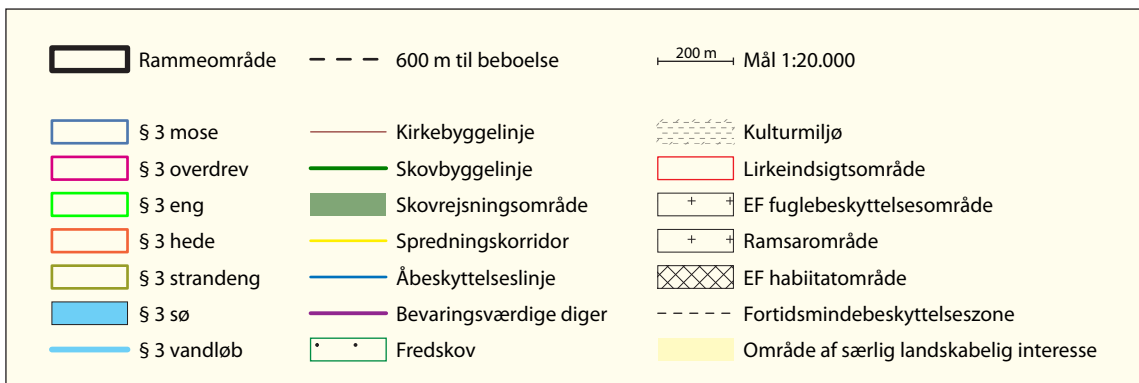 Rammeområde
600 m til beboelse
200 m
Mål 1:20.000
§ 3 mose
Kirkebyggelinje
Kulturmiljø
§ 3 overdrev
Skovbyggelinje
Lirkeindsigtsområde
§ 3 eng
Skovrejsningsområde
EF fuglebeskyttelsesområde
§ 3 hede
Spredningskorridor
Ramsarområde
§ 3 strandeng
Åbeskyttelseslinje
EF habiitatområde
§ 3 sø
Bevaringsværdige diger
Fortidsmindebeskyttelseszone
§ 3 vandløb
Fredskov
Område af særlig landskabelig interesse